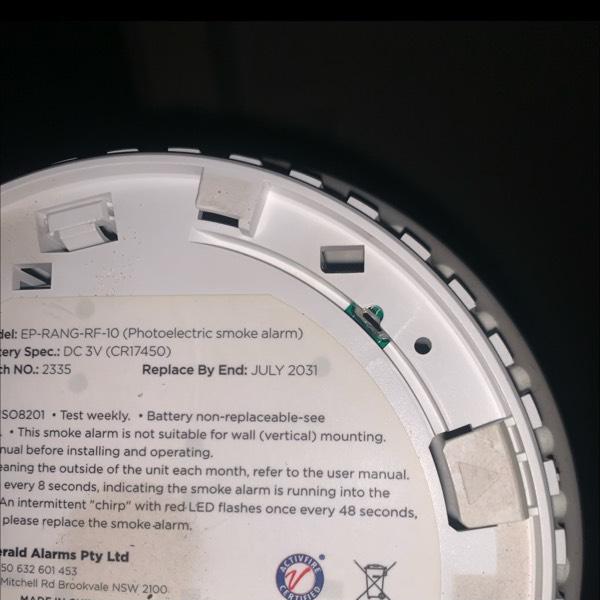 del: EP-RANG-RF-10 (Photoelectric smoke alarm)
ery Spec.: DC 3V (CR17450)
ch NO.: 2335 Replace By End: JULY 2031
SO8201 • Test weekly. • Battery non-replaceable-see
. • This smoke alarm is not suitable for wall (vertical) mounting.
nual before installing and operating.
eaning the outside of the unit each month, refer to the user manual.
every 8 seconds, indicating the smoke alarm is running into the
An intermittent "chirp" with red LED flashes once every 48 seconds,
please replace the smoke alarm.
erald Alarms Pty Ltd
50 632 601 453
Mitchell Rd Brookvale NSW 2100
ACTIVFIRE
CERTIFIED